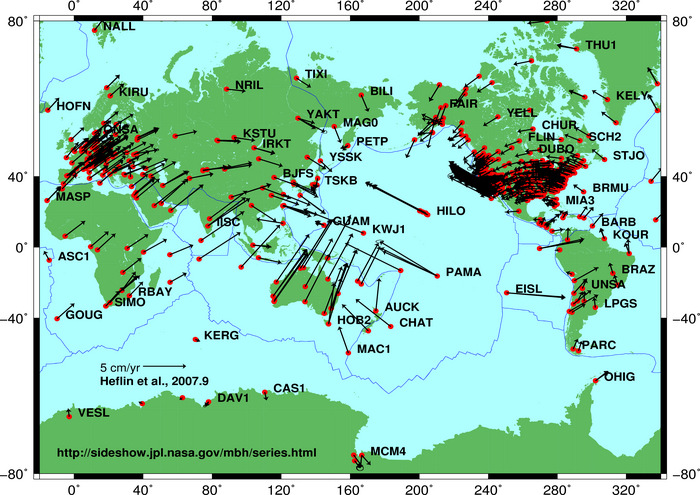 0° 40° 80° 120° 160° 200° 240° 280° 320°
80° 80°
NALL
THU1
TIXI
KIRU
NRIL
BILI
KELY
HOFN
FAIR
YAKT
YELL
MAG0
CHUR
ONSA
KSTU
PETP
FLIN
SCH2
IRKT
YSSK
DUBO
STJO
40° 40°
BJFS
TSKB
MASP
BRMU
MIA3
HILO
IISC
GUAM
BARB
KWJ1
KOUR
0° 0°
ASC1
PAMA
BRAZ
RBAY
EISL
UNSA
SIMO
AUCK
LPGS
GOUG
HOB2
CHAT
−40° −40°
KERG
MAC1
PARC
5 cm/yr
Heflin et al., 2007.9
OHIG
CAS1
DAV1
VESL
http://sideshow.jpl.nasa.gov/mbh/series.html
MCM4
−80° −80°
0° 40° 80° 120° 160° 200° 240° 280° 320°